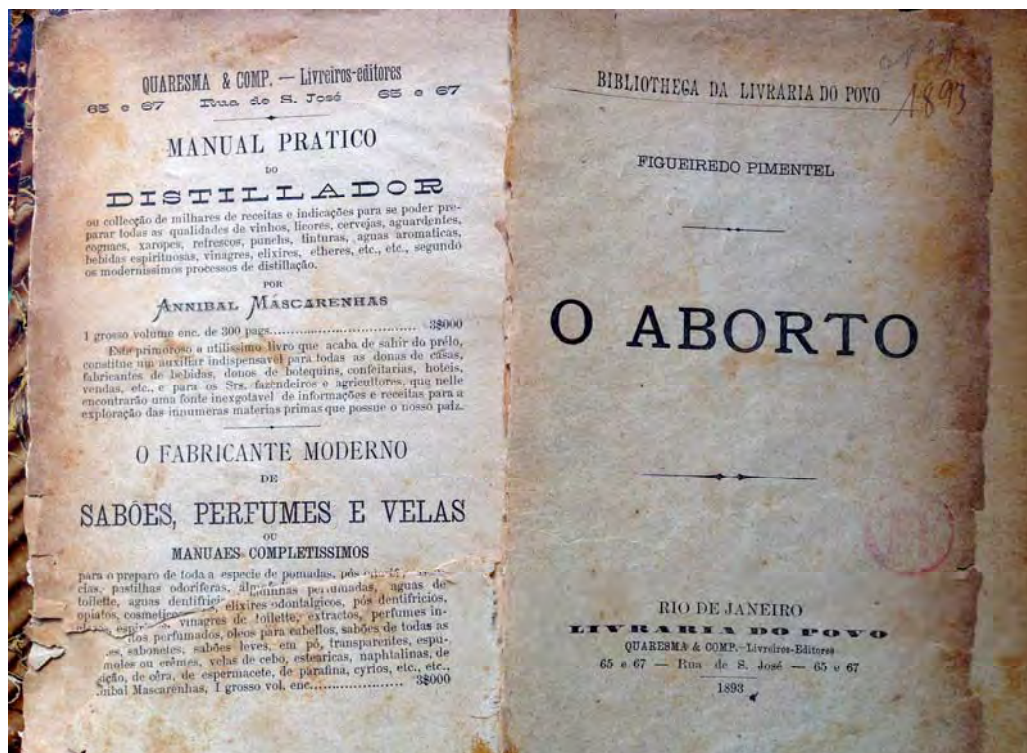 QUARESMA & COMP. — Livreiros-editores
65 e 67 Rua de S. José 65 e 67
MANUAL PRATICO
DO
DISTILLADOR
ou collecção de milhares de receitas e indicações para se poder pre-
parar todas as qualidades de vinhos, licores, cervejas, aguardentes,
cognacs, xaropes, refrescos, punchs, tinturas, aguas aromaticas,
bebidas espirituosas, vinagres, elixires, etheres, etc., etc., segundo
os modernissimos processos de distillação.
POR
ANNIBAL MASCARENHAS
1 grosso volume enc. de 300 pags. 3$000
Este primoroso e utilissimo livro que acaba de sahir do prélo,
constitue um auxiliar indispensavel para todas as donas de casas,
fabricantes de bebidas, donos de botequins, confeitarias, hoteis,
vendas, etc., e para os Srs. fazendeiros e agricultores, que nelle
encontrarão uma fonte inexgotavel de informações e receitas para a
exploração das innumeras materias primas que possue o nosso paiz.
O FABRICANTE MODERNO
DE
SABÕES, PERFUMES E VELAS
OU
MANUAES COMPLETISSIMOS
para o preparo de toda a especie de pomadas, pós
cias, pastilhas odoriferas, perfumadas, aguas de
toilette, aguas elixires odontalgicos, pós dentifricios,
opiatos, vinagres de toilette, extractos, perfumes in-
perfumados, oleos para cabellos, sabões de todas as
sabonetes, sabões leves, em pó, transparentes, espu-
molles ou crêmes, velas de cebo, estearicas, naphtalinas, de
de cêra, de espermacete, de parafina, cyrios, etc., etc.,
Mascarenhas, 1 grosso vol. enc. 3$000
BIBLIOTHECA DA LIVRARIA DO POVO
1893
FIGUEIREDO PIMENTEL
O ABORTO
RIO DE JANEIRO
LIVRARIA DO POVO
QUARESMA & COMP.—Livreiros-Editores
65 e 67 — Rua de S. José — 65 e 67
1893